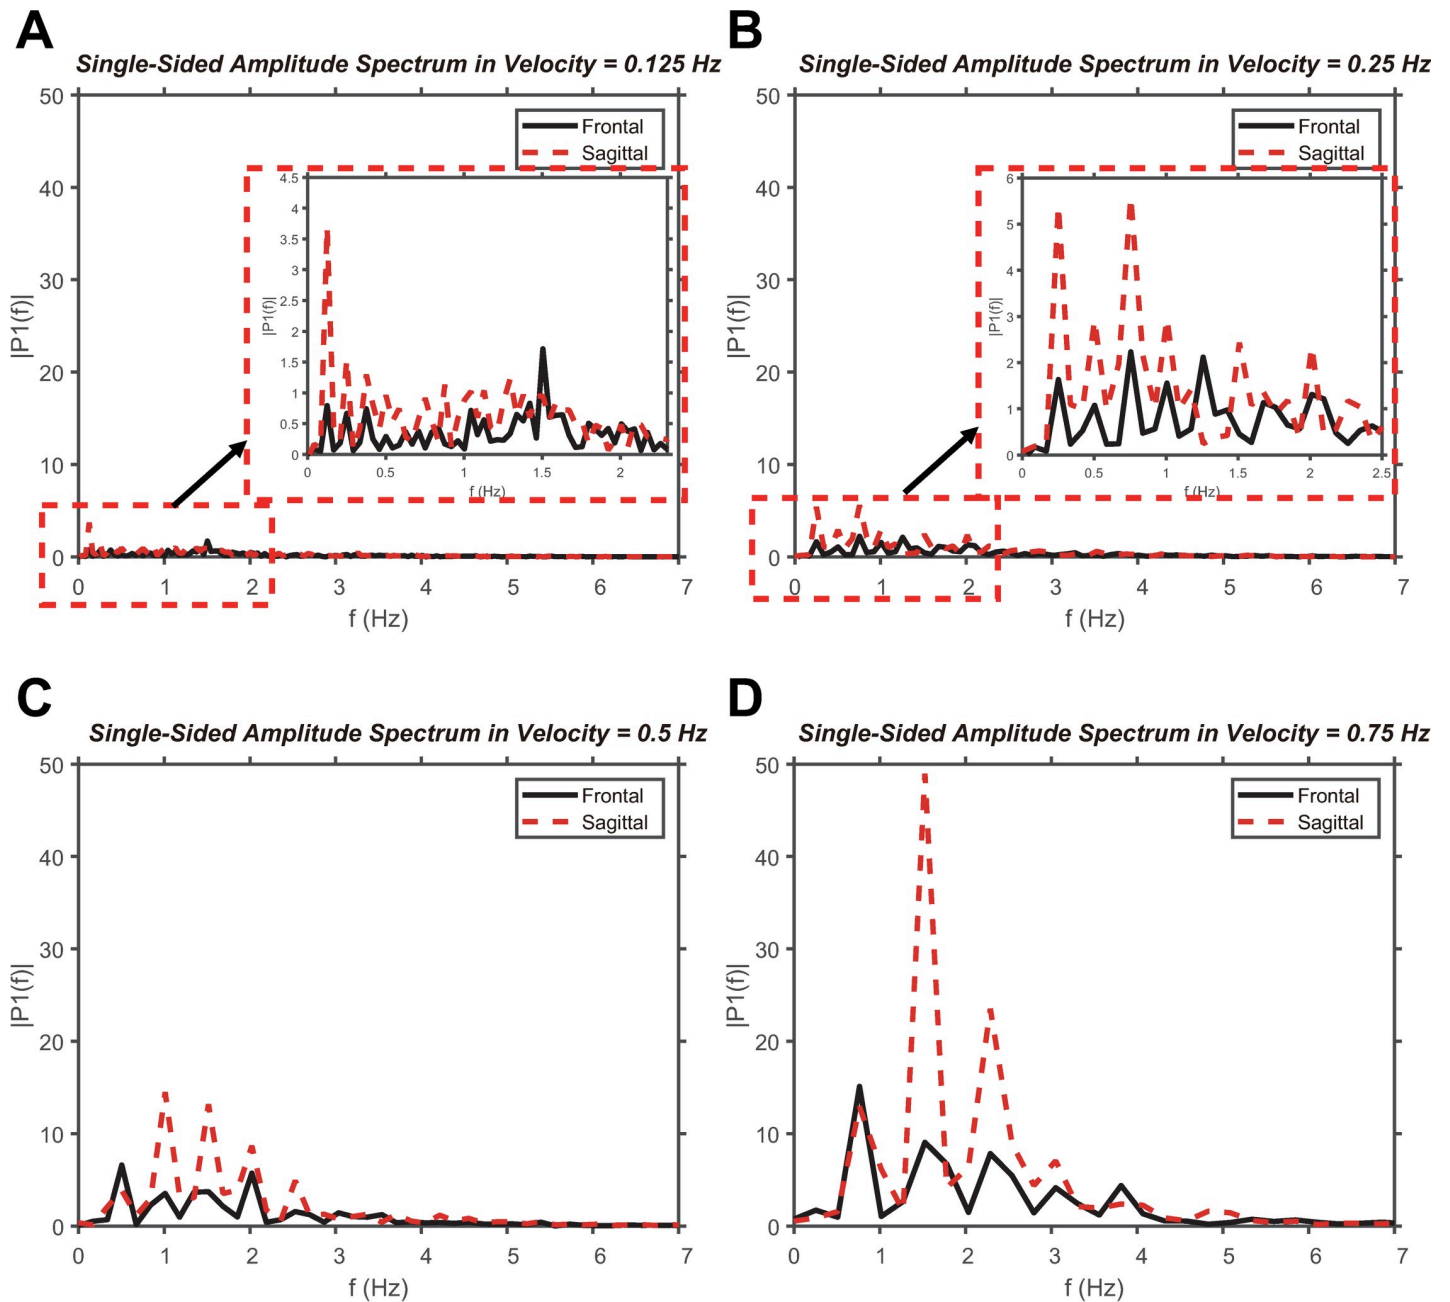 A
Single-Sided Amplitude Spectrum in Velocity = 0.125 Hz
50
40
30
20
10
0
|P1(f)|
Frontal
Sagittal
4.5
4
3.5
3
2.5
2
1.5
1
0.5
0
|P1(f)|
0 0.5 1 1.5 2
f (Hz)
0 1 2 3 4 5 6 7
f (Hz)
B
Single-Sided Amplitude Spectrum in Velocity = 0.25 Hz
50
40
30
20
10
0
|P1(f)|
Frontal
Sagittal
6
5
4
3
2
1
0
|P1(f)|
0 0.5 1 1.5 2 2.5
f (Hz)
0 1 2 3 4 5 6 7
f (Hz)
C
Single-Sided Amplitude Spectrum in Velocity = 0.5 Hz
50
40
30
20
10
0
|P1(f)|
Frontal
Sagittal
0 1 2 3 4 5 6 7
f (Hz)
D
Single-Sided Amplitude Spectrum in Velocity = 0.75 Hz
50
40
30
20
10
0
|P1(f)|
Frontal
Sagittal
0 1 2 3 4 5 6 7
f (Hz)